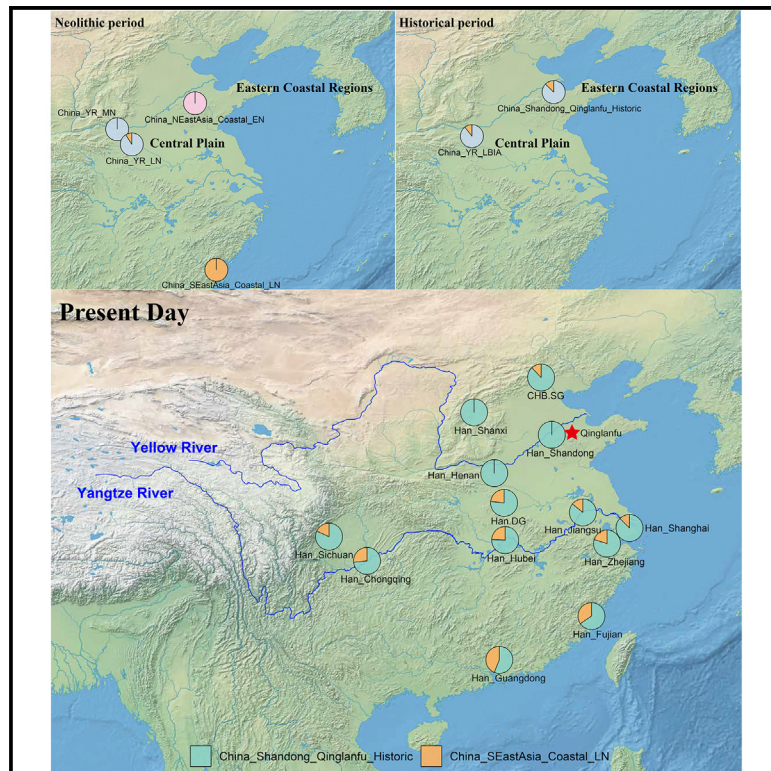 Neolithic period
Eastern Coastal Regions
China_NEastAsia_Coastal_EN
China_YR_MN
Central Plain
China_YR_LN
China_SEastAsia_Coastal_LN
Historical period
Eastern Coastal Regions
China_Shandong_Qinglanfu_Historic
Central Plain
China_YR_LBIA
Present Day
CHB.SG
Han_Shanxi
Qinglanfu
Han_Shandong
Yellow River
Han_Henan
Yangtze River
Han.DG
Han_Jiangsu
Han_Shanghai
Han_Sichuan
Han_Hubei
Han_Zhejiang
Han_Chongqing
Han_Fujian
Han_Guangdong
China_Shandong_Qinglanfu_Historic
China_SEastAsia_Coastal_LN